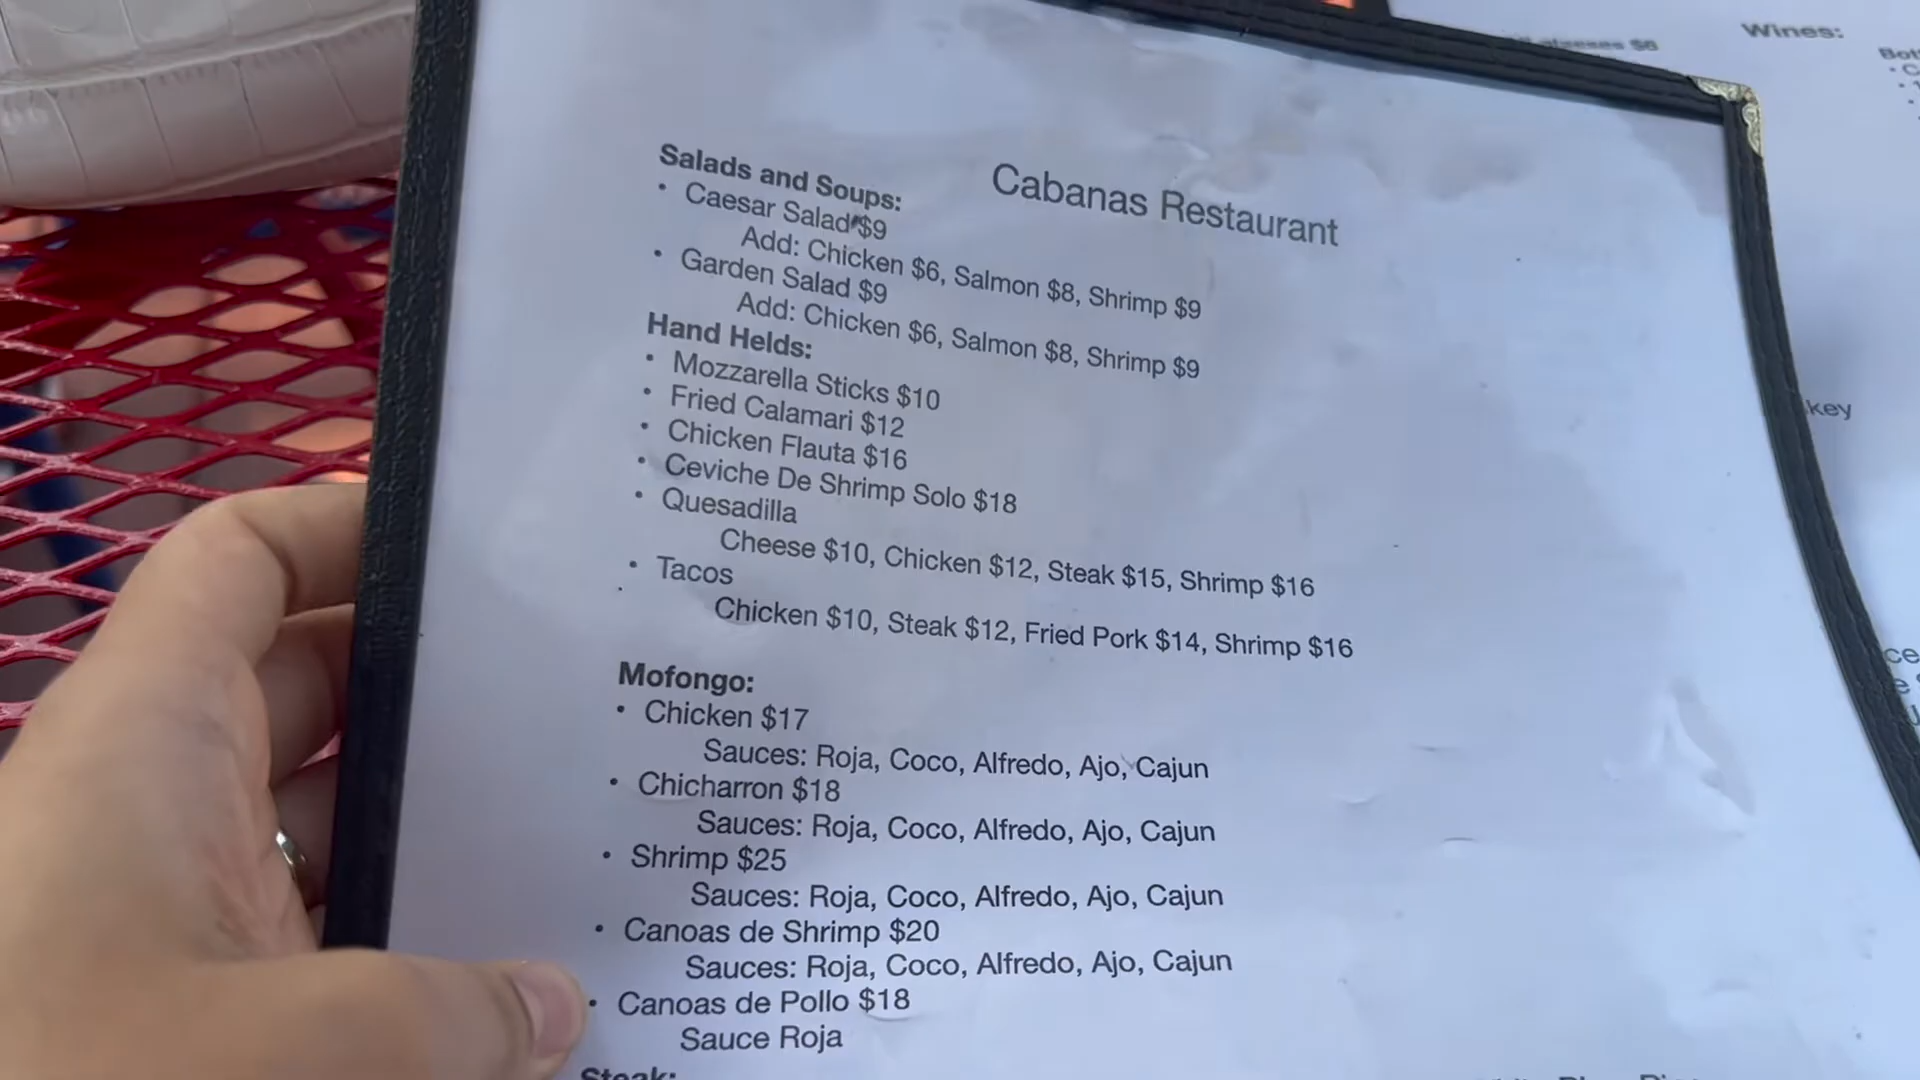 Cabanas Restaurant
Salads and Soups:
• Caesar Salad $9
Add: Chicken $6, Salmon $8, Shrimp $9
• Garden Salad $9
Add: Chicken $6, Salmon $8, Shrimp $9
Hand Helds:
• Mozzarella Sticks $10
• Fried Calamari $12
• Chicken Flauta $16
• Ceviche De Shrimp Solo $18
• Quesadilla
Cheese $10, Chicken $12, Steak $15, Shrimp $16
• Tacos
Chicken $10, Steak $12, Fried Pork $14, Shrimp $16
Mofongo:
• Chicken $17
Sauces: Roja, Coco, Alfredo, Ajo, Cajun
• Chicharron $18
Sauces: Roja, Coco, Alfredo, Ajo, Cajun
• Shrimp $25
Sauces: Roja, Coco, Alfredo, Ajo, Cajun
• Canoas de Shrimp $20
Sauces: Roja, Coco, Alfredo, Ajo, Cajun
• Canoas de Pollo $18
Sauce Roja
Steak:
Wines:
key